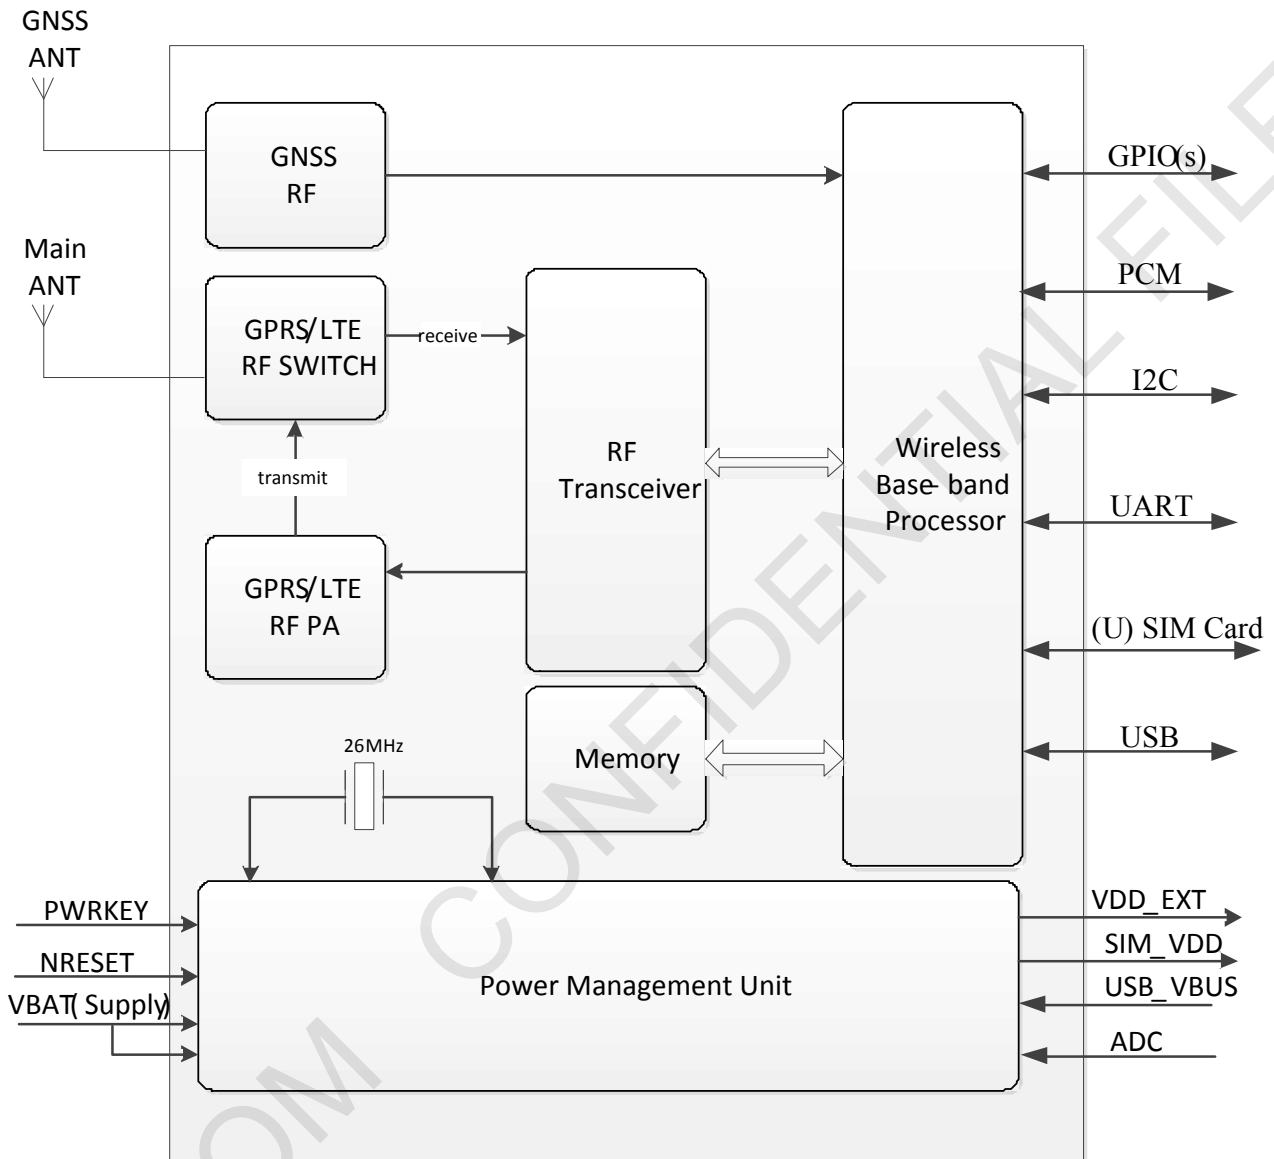 GNSS
ANT
GNSS
RF
GPIO(s)
Main
ANT
PCM
GPRS/LTE
RF SWITCH
receive
I2C
transmit
RF
Transceiver
Wireless
Base-band
Processor
UART
GPRS/LTE
RF PA
(U) SIM Card
26MHz
Memory
USB
PWRKEY
VDD_EXT
NRESET
SIM_VDD
Power Management Unit
VBAT(Supply)
USB_VBUS
ADC
COM CONFIDENTIAL FILE